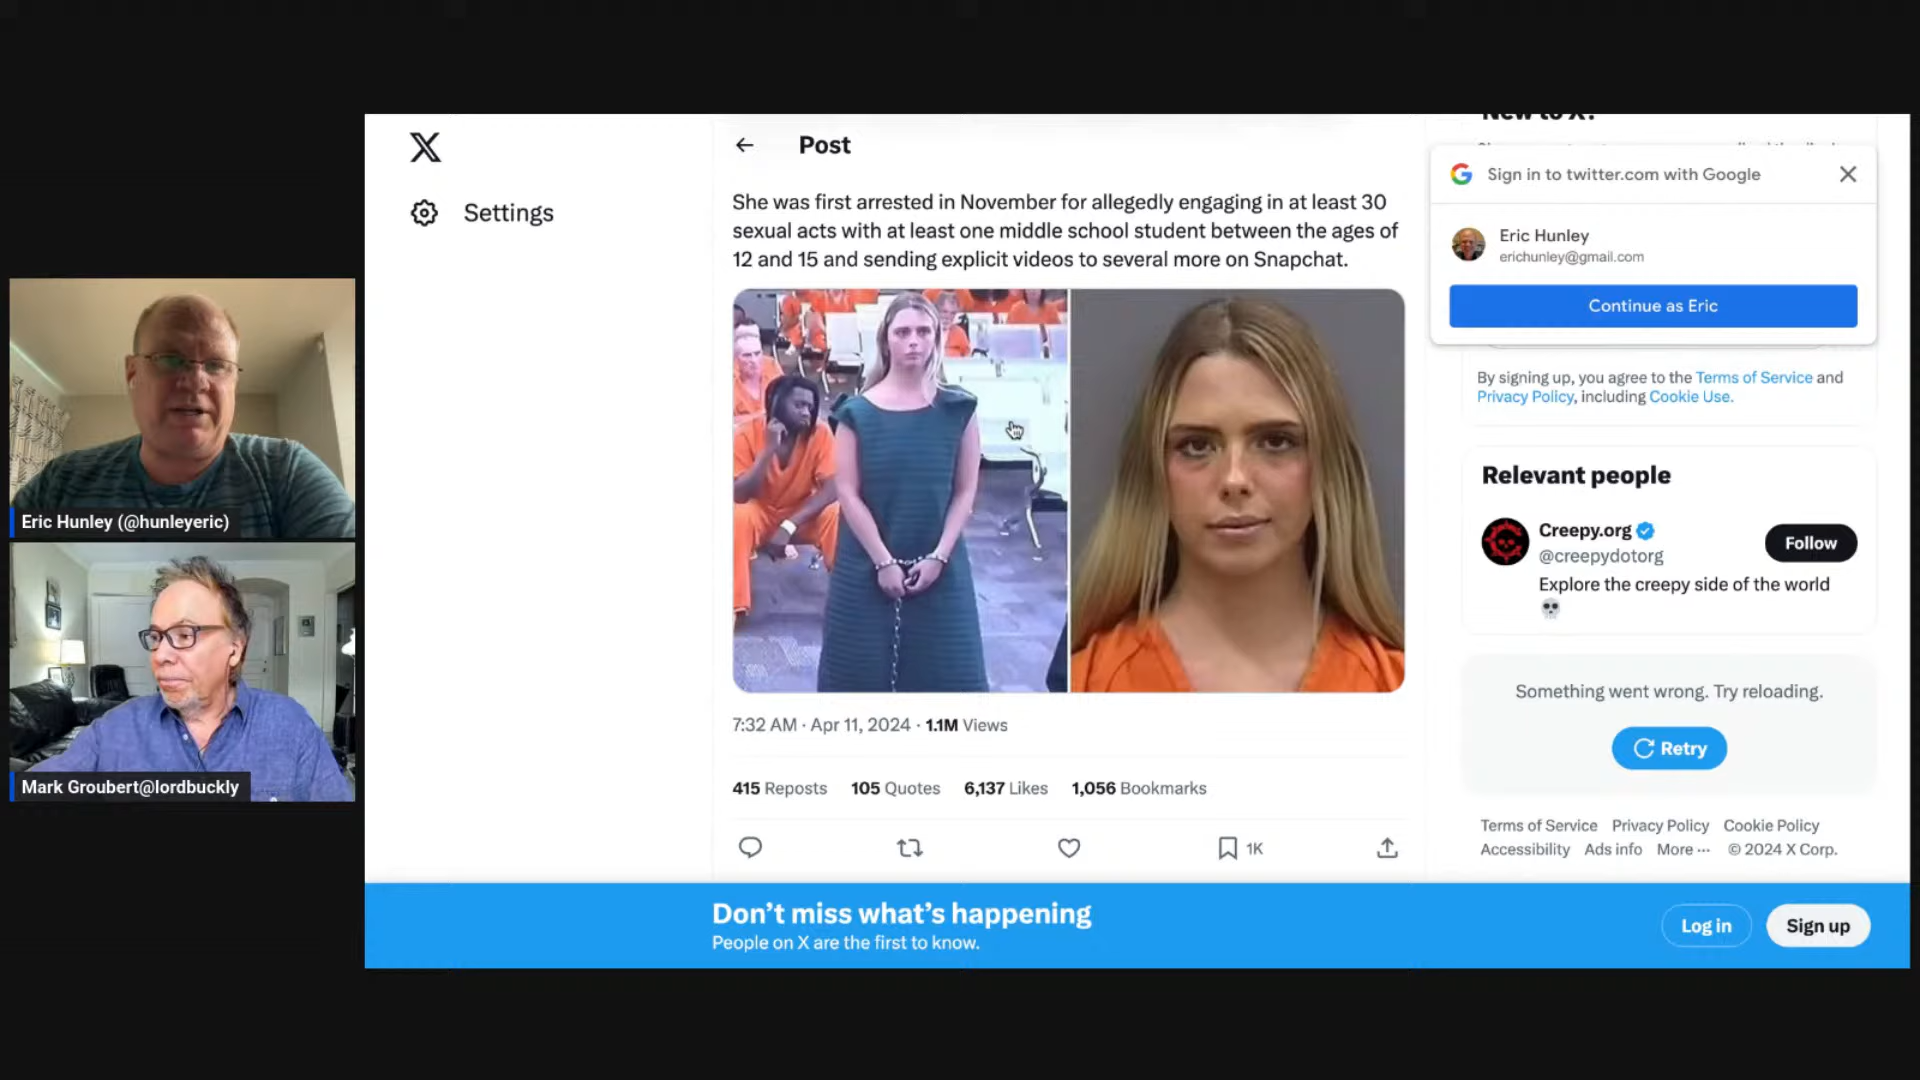 Post
Settings
She was first arrested in November for allegedly engaging in at least 30
sexual acts with at least one middle school student between the ages of
12 and 15 and sending explicit videos to several more on Snapchat.
7:32 AM · Apr 11, 2024 · 1.1M Views
415 Reposts 105 Quotes 6,137 Likes 1,056 Bookmarks
1K
New to X?
Sign in to twitter.com with Google
Eric Hunley
erichunley@gmail.com
Continue as Eric
By signing up, you agree to the Terms of Service and
Privacy Policy, including Cookie Use.
Relevant people
Creepy.org
@creepydotorg
Follow
Explore the creepy side of the world
Something went wrong. Try reloading.
Retry
Terms of Service Privacy Policy Cookie Policy
Accessibility Ads info More ··· © 2024 X Corp.
Don’t miss what’s happening
People on X are the first to know.
Log in
Sign up
Eric Hunley (@hunleyeric)
Mark Groubert@lordbuckly